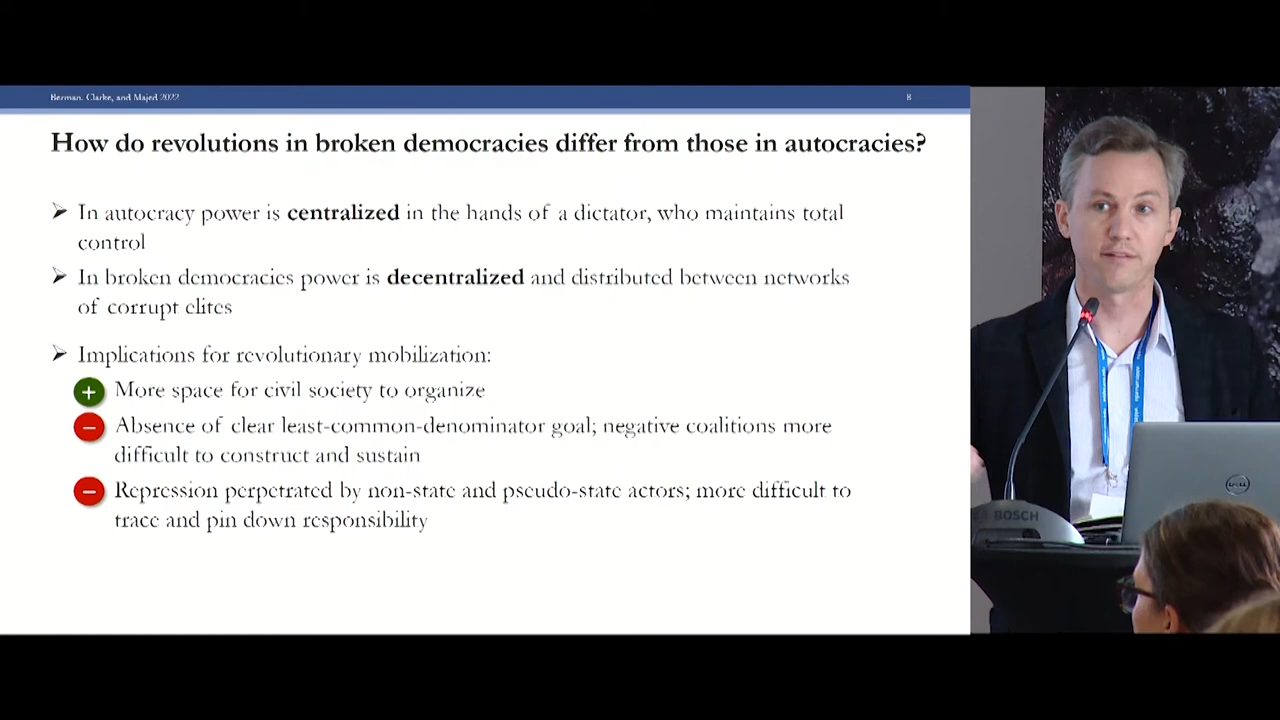 Berman, Clarke, and Majed 2022
8
How do revolutions in broken democracies differ from those in autocracies?
In autocracy power is centralized in the hands of a dictator, who maintains total
control
In broken democracies power is decentralized and distributed between networks
of corrupt elites
Implications for revolutionary mobilization:
More space for civil society to organize
Absence of clear least-common-denominator goal; negative coalitions more
difficult to construct and sustain
Repression perpetrated by non-state and pseudo-state actors; more difficult to
trace and pin down responsibility
BOSCH
DELL